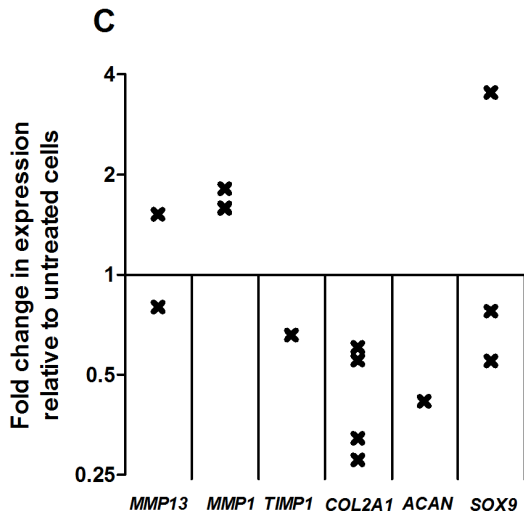 C
Fold change in expression
relative to untreated cells
4
2
1
0.5
0.25
MMP13 MMP1 TIMP1 COL2A1 ACAN SOX9